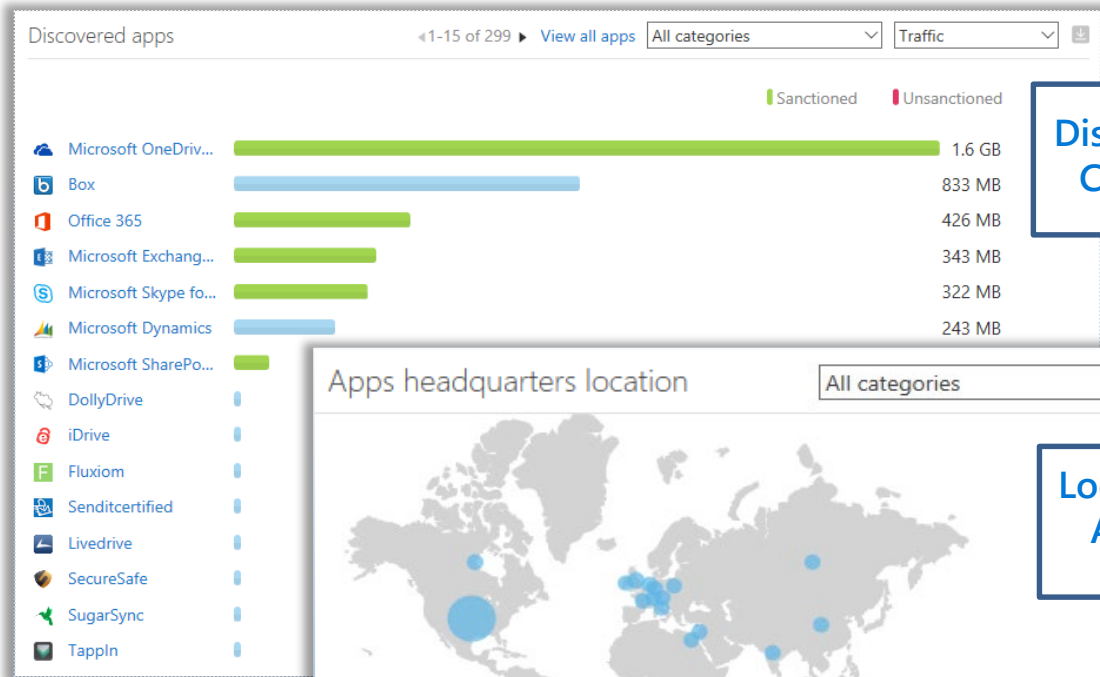 Discovered apps 1-15 of 299 View all apps All categories Traffic
Sanctioned Unsanctioned
Microsoft OneDriv... 1.6 GB
Box 833 MB
Office 365 426 MB
Microsoft Exchang... 343 MB
Microsoft Skype fo... 322 MB
Microsoft Dynamics 243 MB
Microsoft SharePo...
DollyDrive
iDrive
Fluxiom
Senditcertified
Livedrive
SecureSafe
SugarSync
TappIn
Apps headquarters location All categories